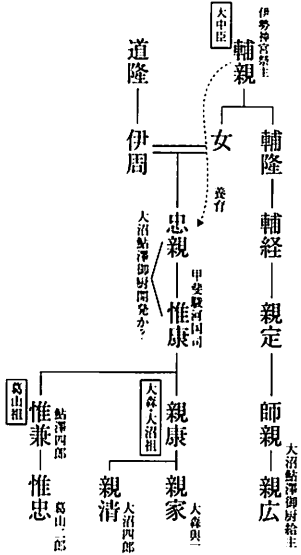 伊勢神宮祭主
大中臣
輔親
輔隆
輔経
親定
師親
親広
大沼鮎澤御厨給主
女
養育
道隆
伊周
忠親
惟康
甲斐駿河国司
大沼鮎澤御厨開発か?
大森・大沼祖
親康
親家
大森與一
親清
大沼四郎
葛山祖
惟兼
鮎澤四郎
惟忠
葛山二郎